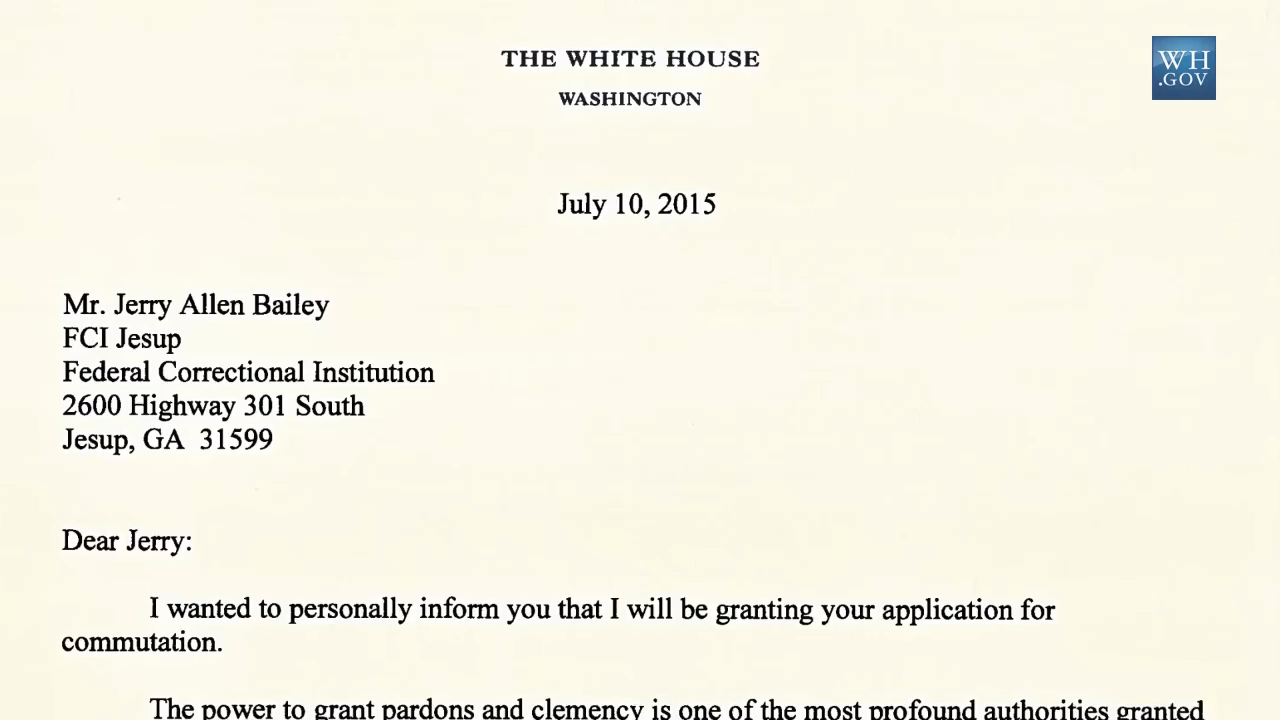 THE WHITE HOUSE
WASHINGTON
WH
.GOV
July 10, 2015
Mr. Jerry Allen Bailey
FCI Jesup
Federal Correctional Institution
2600 Highway 301 South
Jesup, GA  31599
Dear Jerry:
I wanted to personally inform you that I will be granting your application for
commutation.
The power to grant pardons and clemency is one of the most profound authorities granted